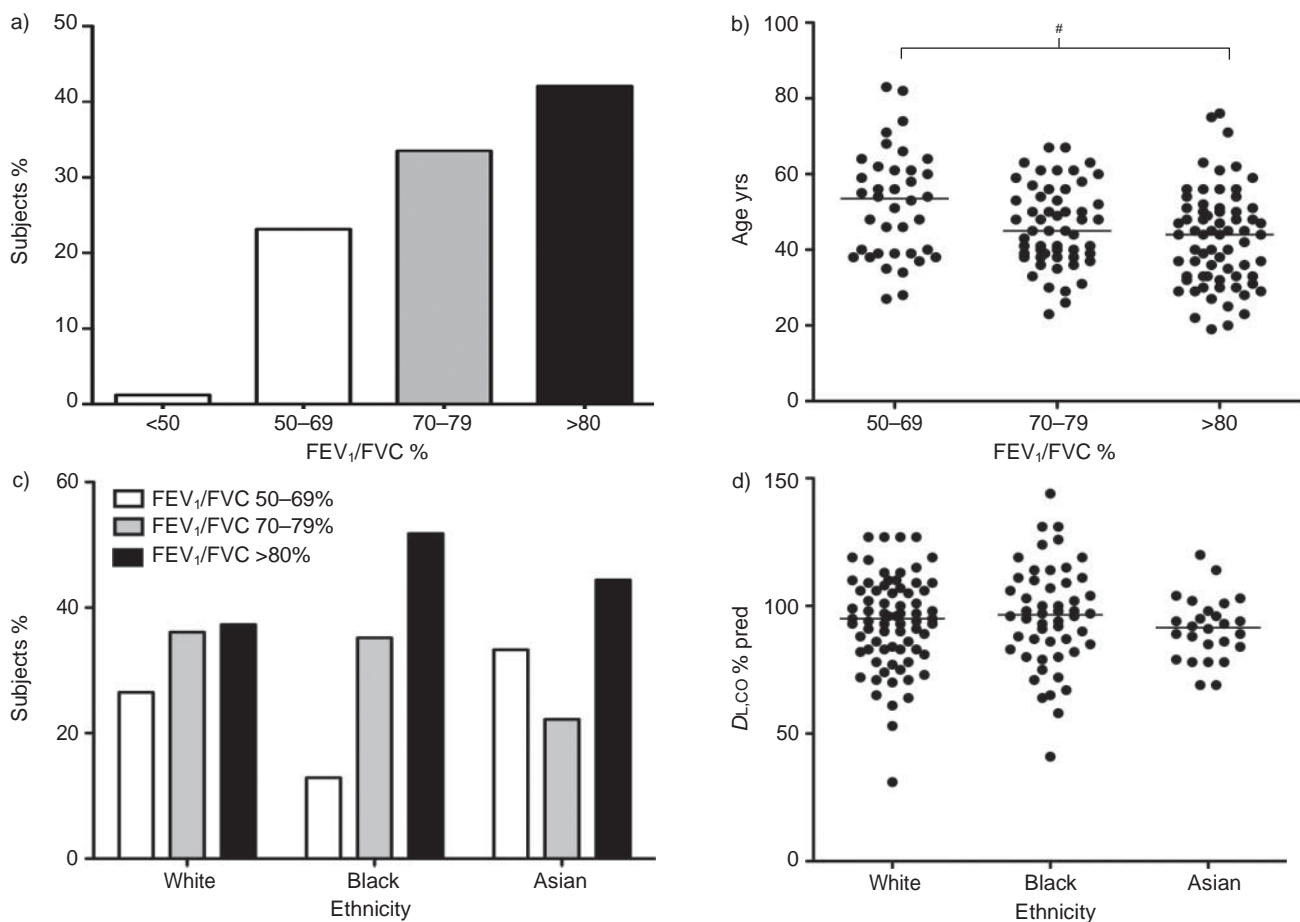 a)
50
40
30
20
10
0
Subjects %
<50 50–69 70–79 >80
FEV₁/FVC %
b)
#
100
80
60
40
20
0
Age yrs
50–69 70–79 >80
FEV₁/FVC %
c)
60
40
20
0
Subjects %
FEV₁/FVC 50–69%
FEV₁/FVC 70–79%
FEV₁/FVC >80%
White Black Asian
Ethnicity
d)
150
100
50
0
DL,CO % pred
White Black Asian
Ethnicity